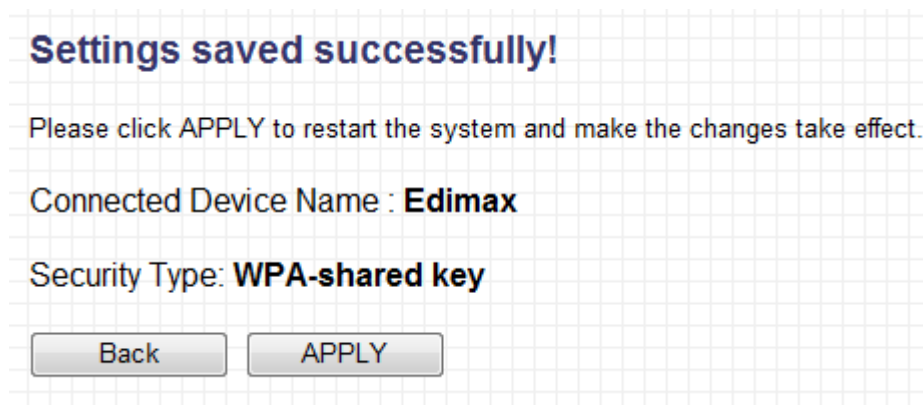 Settings saved successfully!
Please click APPLY to restart the system and make the changes take effect.
Connected Device Name : Edimax
Security Type: WPA-shared key
Back APPLY